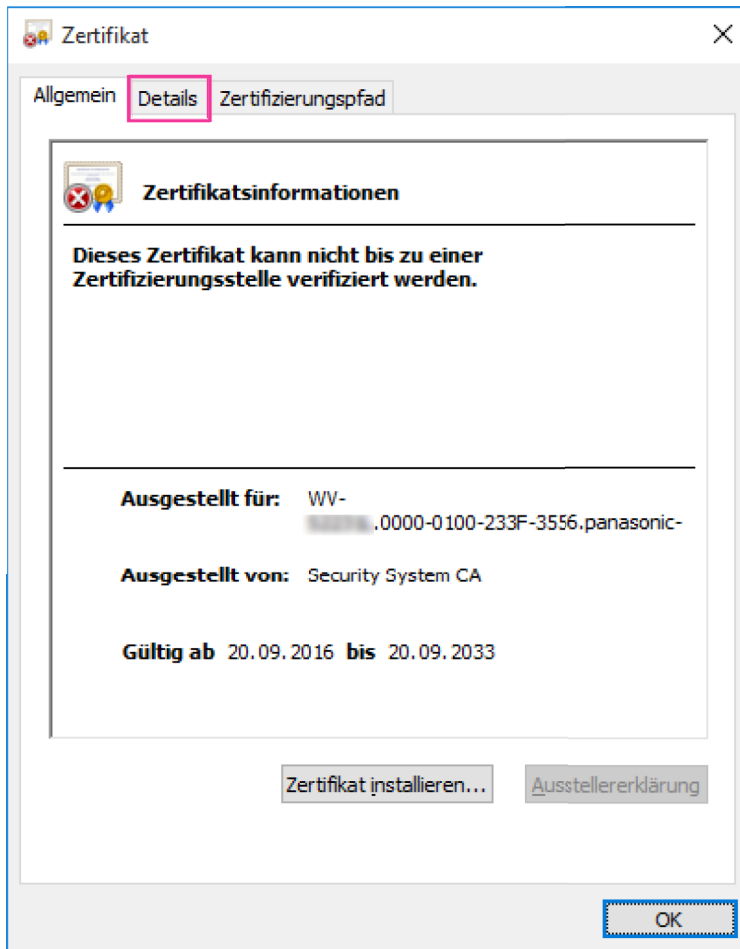 Zertifikat
Allgemein Details Zertifizierungspfad
Zertifikatsinformationen
Dieses Zertifikat kann nicht bis zu einer
Zertifizierungsstelle verifiziert werden.
Ausgestellt für: WV-
.0000-0100-233F-3556.panasonic-
Ausgestellt von: Security System CA
Gültig ab 20.09.2016 bis 20.09.2033
Zertifikat installieren... Ausstellererklärung
OK